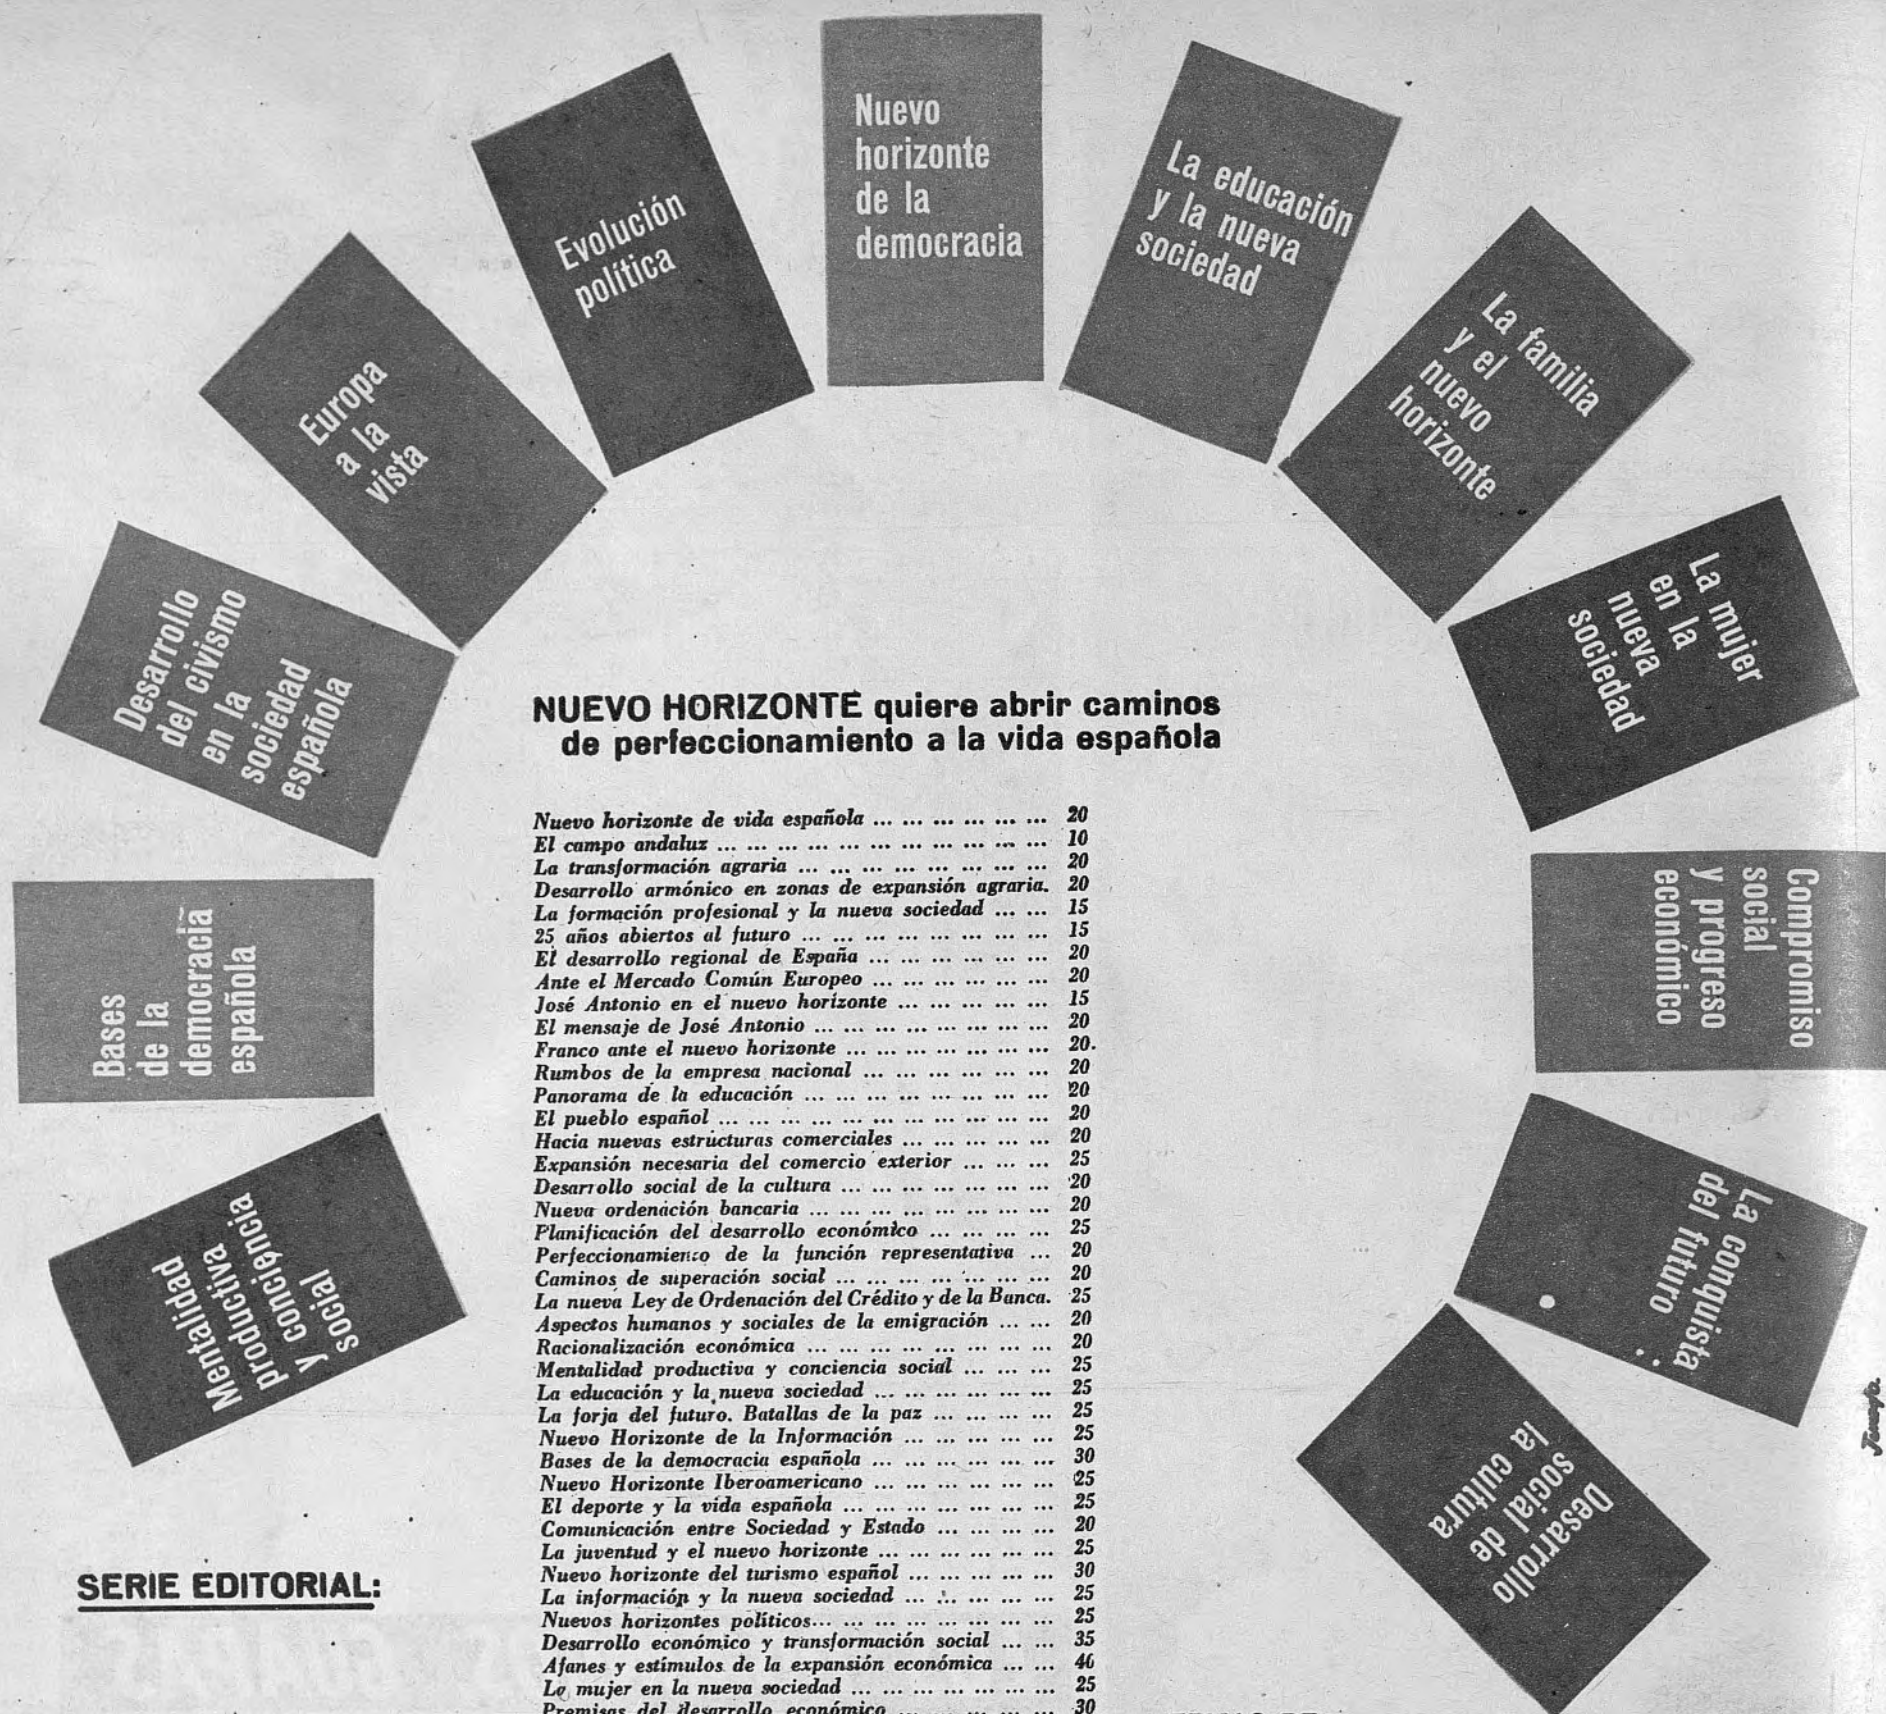 Nuevo
horizonte
de la
democracia
La educación
y la nueva
sociedad
La familia
y el
nuevo
horizonte
La mujer
en la
nueva
sociedad
Compromiso
social
y progreso
económico
La conquista
del futuro
Desarrollo
social de
la cultura
Evolución
política
Europa
a la
vista
Desarrollo
del civismo
en la
sociedad
española
Bases
de la
democracia
española
Mentalidad
productiva
y conciencia
social
NUEVO HORIZONTE quiere abrir caminos
de perfeccionamiento a la vida española
Nuevo horizonte de vida española ... ... ... ... ... ... 20
El campo andaluz ... ... ... ... ... ... ... ... ... ... ... 10
La transformación agraria ... ... ... ... ... ... ... ... 20
Desarrollo armónico en zonas de expansión agraria. 20
La formación profesional y la nueva sociedad ... ... 15
25 años abiertos al futuro ... ... ... ... ... ... ... ... 15
El desarrollo regional de España ... ... ... ... ... ... 20
Ante el Mercado Común Europeo ... ... ... ... ... ... 20
José Antonio en el nuevo horizonte ... ... ... ... ... 15
El mensaje de José Antonio ... ... ... ... ... ... ... ... 20
Franco ante el nuevo horizonte ... ... ... ... ... ... ... 20.
Rumbos de la empresa nacional ... ... ... ... ... ... 20
Panorama de la educación ... ... ... ... ... ... ... ... 20
El pueblo español ... ... ... ... ... ... ... ... ... ... ... 20
Hacia nuevas estructuras comerciales ... ... ... ... ... 20
Expansión necesaria del comercio exterior ... ... ... 25
Desarrollo social de la cultura ... ... ... ... ... ... ... 20
Nueva ordenación bancaria ... ... ... ... ... ... ... ... 20
Planificación del desarrollo económico ... ... ... ... 25
Perfeccionamiento de la función representativa ... 20
Caminos de superación social ... ... ... ... ... ... ... 20
La nueva Ley de Ordenación del Crédito y de la Banca. 25
Aspectos humanos y sociales de la emigración ... ... 20
Racionalización económica ... ... ... ... ... ... ... ... 20
Mentalidad productiva y conciencia social ... ... ... 25
La educación y la nueva sociedad ... ... ... ... ... ... 25
La forja del futuro. Batallas de la paz ... ... ... ... 25
Nuevo Horizonte de la Información ... ... ... ... ... 25
Bases de la democracia española ... ... ... ... ... ... 30
Nuevo Horizonte Iberoamericano ... ... ... ... ... ... 25
El deporte y la vida española ... ... ... ... ... ... ... 25
Comunicación entre Sociedad y Estado ... ... ... ... 20
La juventud y el nuevo horizonte ... ... ... ... ... ... 25
Nuevo horizonte del turismo español ... ... ... ... ... 30
La información y la nueva sociedad ... ... ... ... ... 25
Nuevos horizontes políticos... ... ... ... ... ... ... ... 25
Desarrollo económico y transformación social ... ... 35
Afanes y estímulos de la expansión económica ... ... 40
La mujer en la nueva sociedad ... ... ... ... ... ... ... 25
Premisas del desarrollo económico ... ... ... ... ... ... 30
SERIE EDITORIAL: